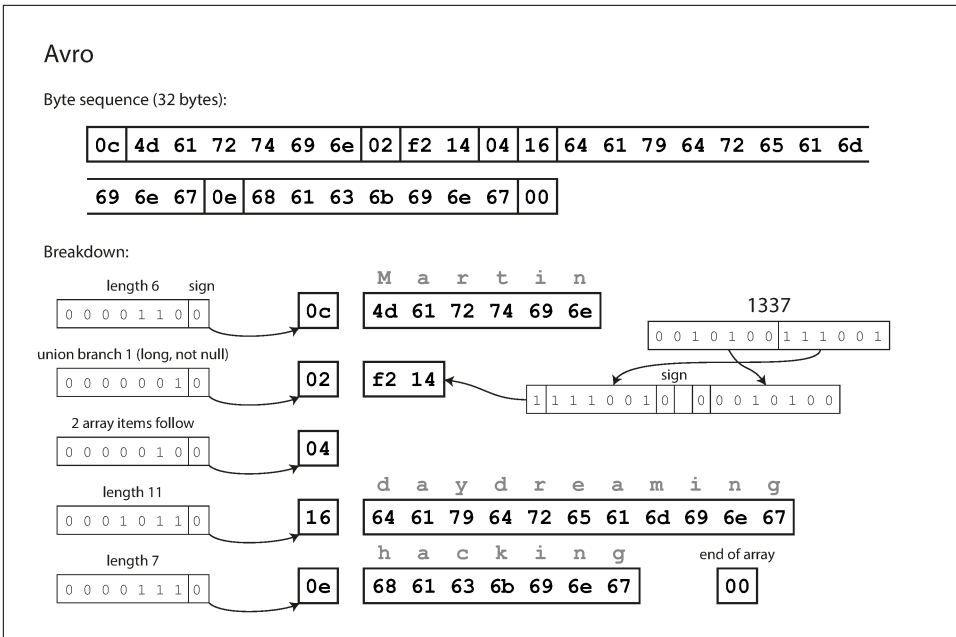 Avro
Byte sequence (32 bytes):
0c 4d 61 72 74 69 6e 02 f2 14 04 16 64 61 79 64 72 65 61 6d
69 6e 67 0e 68 61 63 6b 69 6e 67 00
Breakdown:
length 6 sign
0 0 0 0 1 1 0 0
0c
M a r t i n
4d 61 72 74 69 6e
1337
0 0 1 0 1 0 0 1 1 1 0 0 1
union branch 1 (long, not null)
0 0 0 0 0 0 1 0
02
f2 14
sign
1 1 1 1 0 0 1 0 0 0 0 1 0 1 0 0
2 array items follow
0 0 0 0 0 1 0 0
04
length 11
0 0 0 1 0 1 1 0
16
d a y d r e a m i n g
64 61 79 64 72 65 61 6d 69 6e 67
length 7
0 0 0 0 1 1 1 0
0e
h a c k i n g
68 61 63 6b 69 6e 67
end of array
00